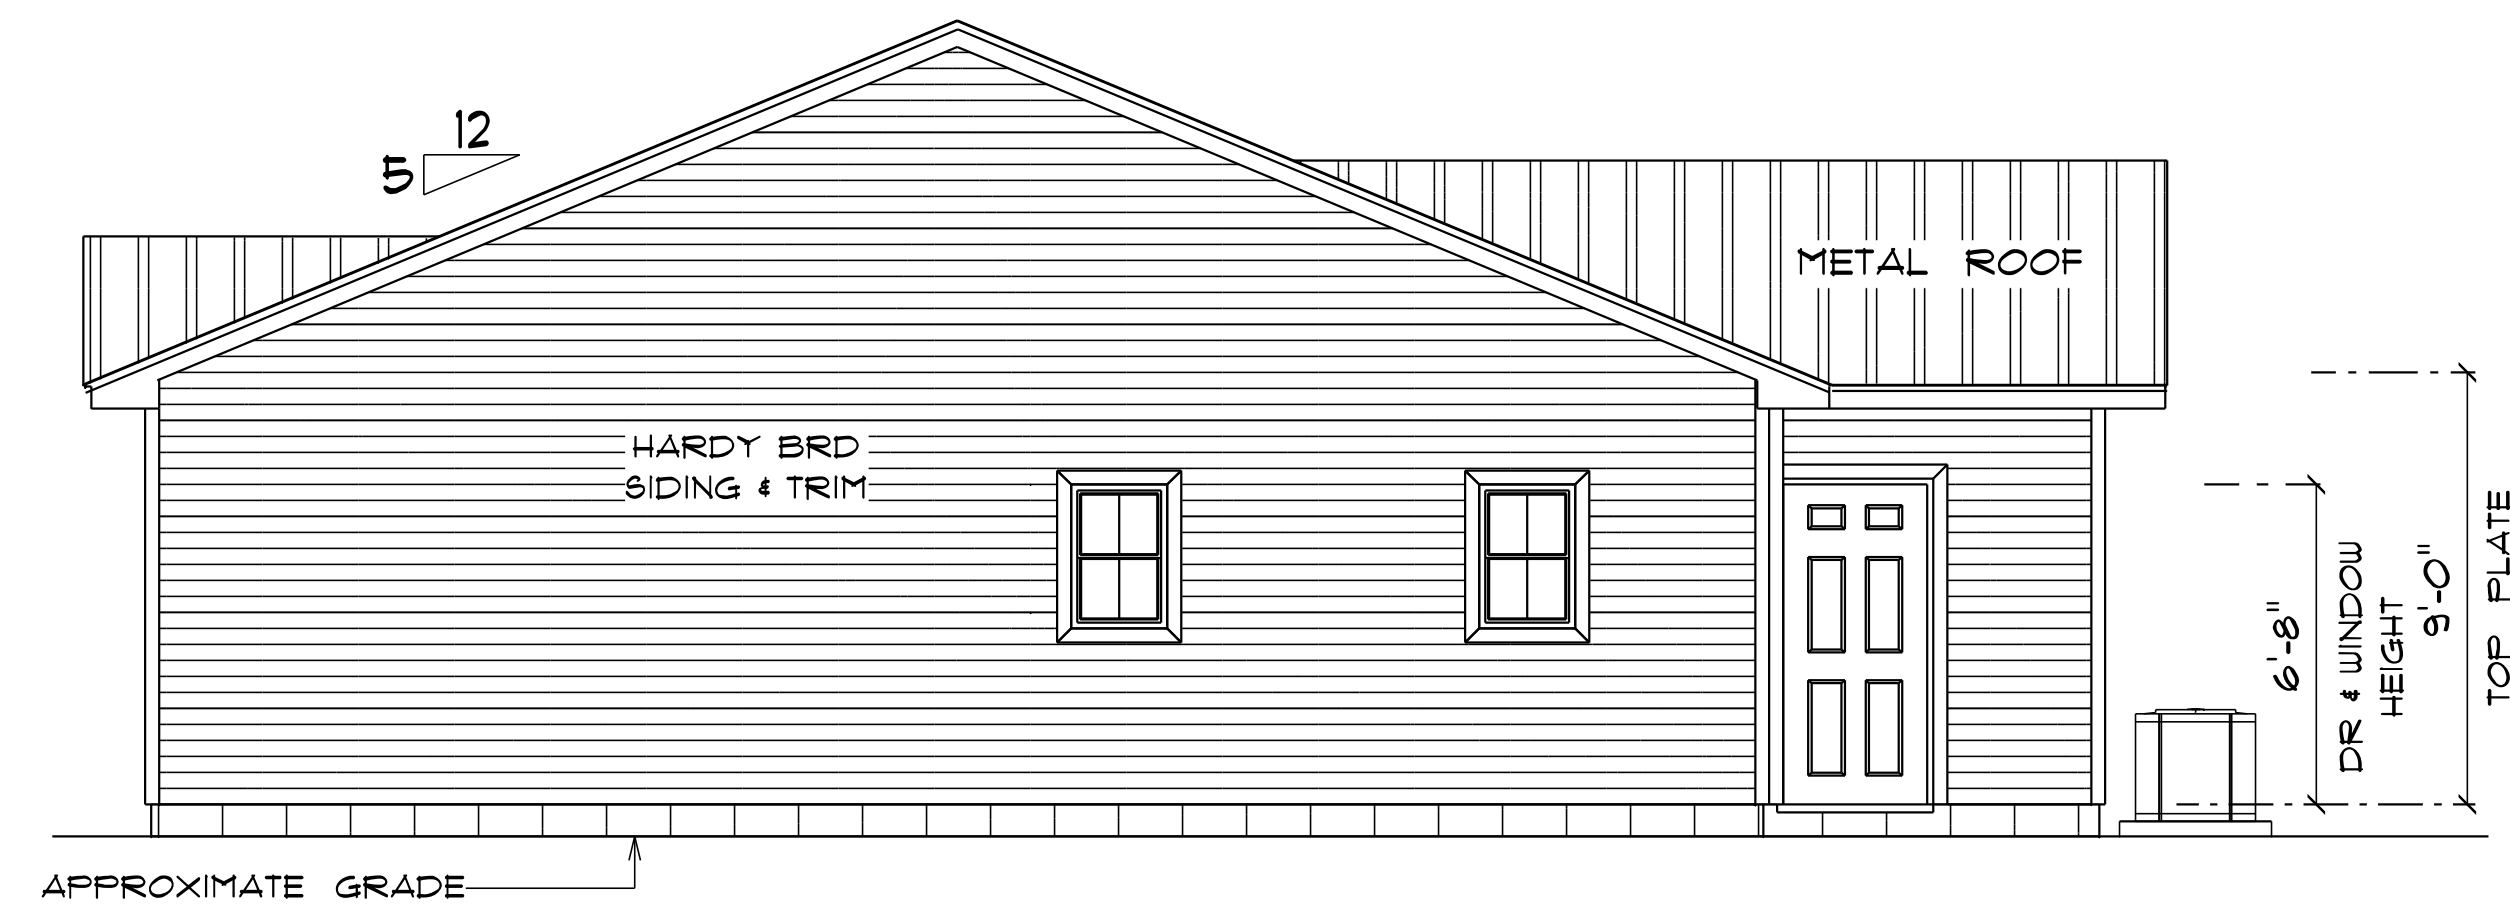 12
5
METAL ROOF
HARDY BRD
SIDING & TRIM
6'-8"
DR & WINDOW
HEIGHT
9'-0"
TOP PLATE
APPROXIMATE GRADE